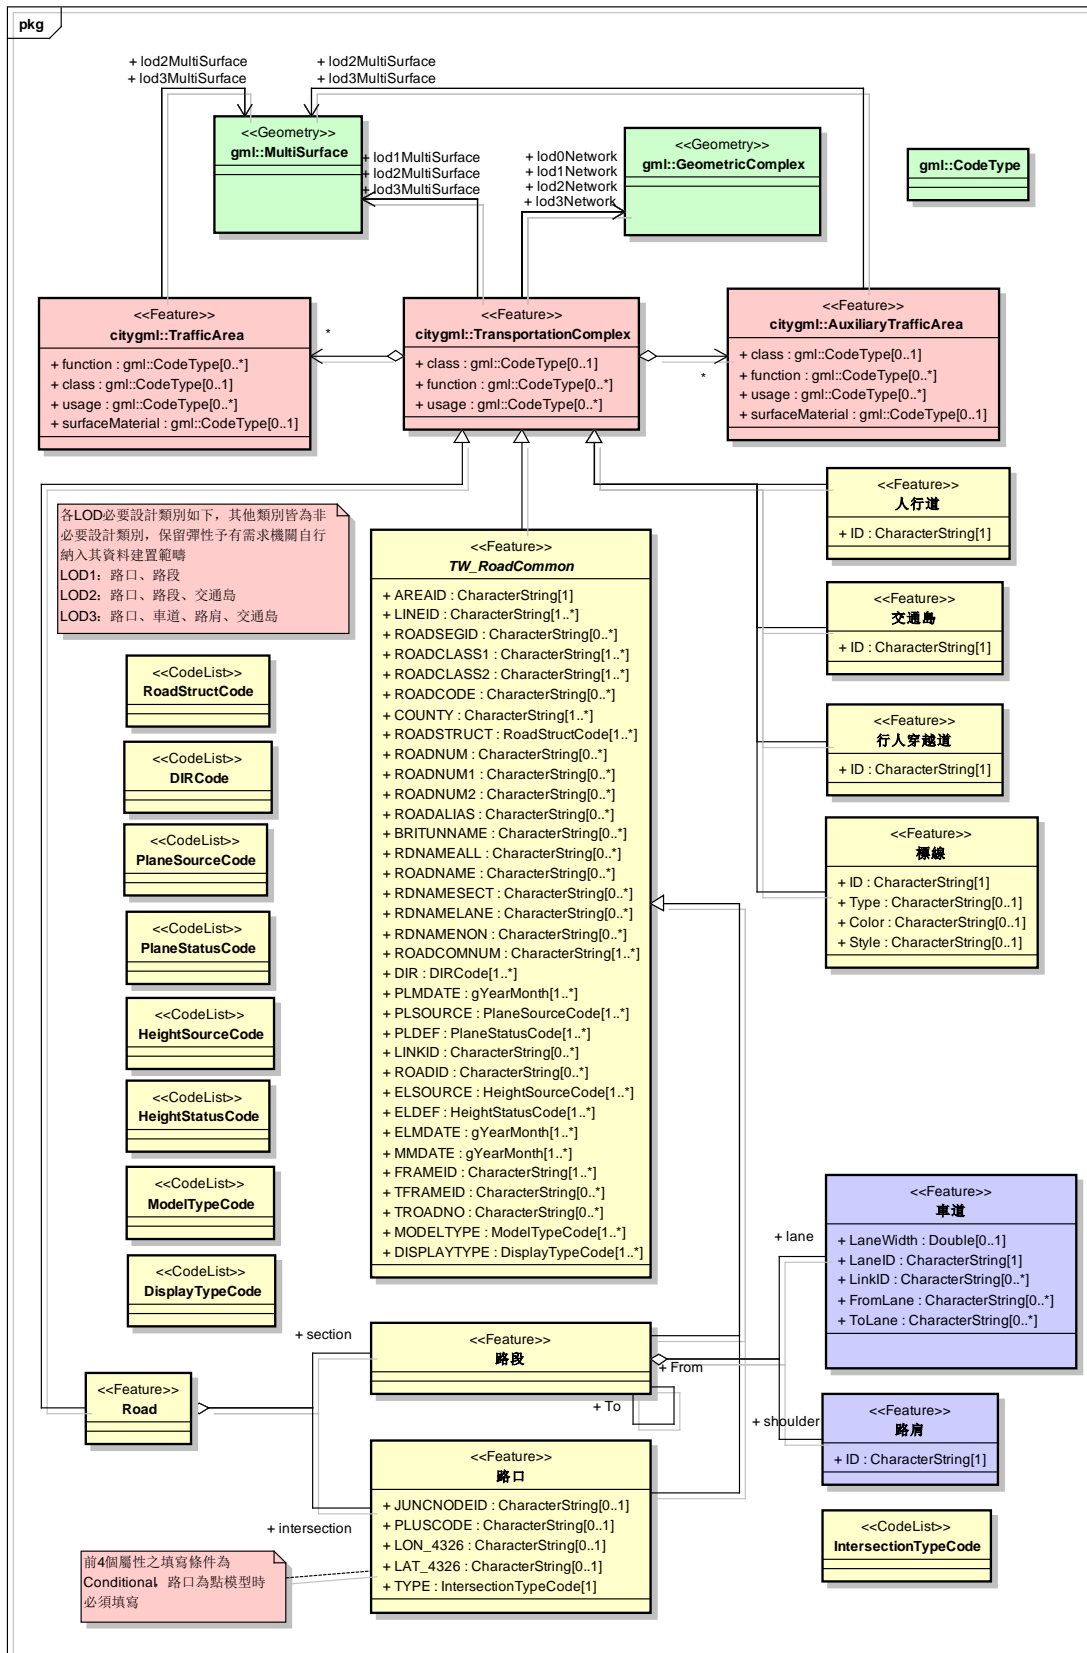 pkg
+ lod2MultiSurface
+ lod3MultiSurface
+ lod2MultiSurface
+ lod3MultiSurface
<<Geometry>>
gml::MultiSurface
+ lod1MultiSurface
+ lod2MultiSurface
+ lod3MultiSurface
+ lod0Network
+ lod1Network
+ lod2Network
+ lod3Network
<<Geometry>>
gml::GeometricComplex
gml::CodeType
<<Feature>>
citygml::TrafficArea
+ function : gml::CodeType[0..*]
+ class : gml::CodeType[0..1]
+ usage : gml::CodeType[0..*]
+ surfaceMaterial : gml::CodeType[0..1]
*
<<Feature>>
citygml::TransportationComplex
+ class : gml::CodeType[0..1]
+ function : gml::CodeType[0..*]
+ usage : gml::CodeType[0..*]
*
<<Feature>>
citygml::AuxiliaryTrafficArea
+ class : gml::CodeType[0..1]
+ function : gml::CodeType[0..*]
+ usage : gml::CodeType[0..*]
+ surfaceMaterial : gml::CodeType[0..1]
各LOD必要設計類別如下，其他類別皆為非
必要設計類別，保留彈性予有需求機關自行
納入其資料建置範疇
LOD1：路口、路段
LOD2：路口、路段、交通島
LOD3：路口、車道、路肩、交通島
<<CodeList>>
RoadStructCode
<<CodeList>>
DIRCode
<<CodeList>>
PlaneSourceCode
<<CodeList>>
PlaneStatusCode
<<CodeList>>
HeightSourceCode
<<CodeList>>
HeightStatusCode
<<CodeList>>
ModelTypeCode
<<CodeList>>
DisplayTypeCode
<<Feature>>
TW_RoadCommon
+ AREAID : CharacterString[1]
+ LINEID : CharacterString[1..*]
+ ROADSEGID : CharacterString[0..*]
+ ROADCLASS1 : CharacterString[1..*]
+ ROADCLASS2 : CharacterString[1..*]
+ ROADCODE : CharacterString[0..*]
+ COUNTY : CharacterString[1..*]
+ ROADSTRUCT : RoadStructCode[1..*]
+ ROADNUM : CharacterString[0..*]
+ ROADNUM1 : CharacterString[0..*]
+ ROADNUM2 : CharacterString[0..*]
+ ROADALIAS : CharacterString[0..*]
+ BRITUNNAME : CharacterString[0..*]
+ RDNAMEALL : CharacterString[0..*]
+ ROADNAME : CharacterString[0..*]
+ RDNAMESECT : CharacterString[0..*]
+ RDNAMELANE : CharacterString[0..*]
+ RDNAMENON : CharacterString[0..*]
+ ROADCOMNUM : CharacterString[1..*]
+ DIR : DIRCode[1..*]
+ PLMDATE : gYearMonth[1..*]
+ PLSOURCE : PlaneSourceCode[1..*]
+ PLDEF : PlaneStatusCode[1..*]
+ LINKID : CharacterString[0..*]
+ ROADID : CharacterString[0..*]
+ ELSOURCE : HeightSourceCode[1..*]
+ ELDEF : HeightStatusCode[1..*]
+ ELMDATE : gYearMonth[1..*]
+ MMDATE : gYearMonth[1..*]
+ FRAMEID : CharacterString[1..*]
+ TFRAMEID : CharacterString[0..*]
+ TROADNO : CharacterString[0..*]
+ MODELTYPE : ModelTypeCode[1..*]
+ DISPLAYTYPE : DisplayTypeCode[1..*]
<<Feature>>
人行道
+ ID : CharacterString[1]
<<Feature>>
交通島
+ ID : CharacterString[1]
<<Feature>>
行人穿越道
+ ID : CharacterString[1]
<<Feature>>
標線
+ ID : CharacterString[1]
+ Type : CharacterString[0..1]
+ Color : CharacterString[0..1]
+ Style : CharacterString[0..1]
+ lane
<<Feature>>
車道
+ LaneWidth : Double[0..1]
+ LaneID : CharacterString[1]
+ LinkID : CharacterString[0..*]
+ FromLane : CharacterString[0..*]
+ ToLane : CharacterString[0..*]
+ section
<<Feature>>
路段
+ From
+ To
<<Feature>>
Road
+ shoulder
<<Feature>>
路肩
+ ID : CharacterString[1]
+ intersection
<<Feature>>
路口
+ JUNCNODEID : CharacterString[0..1]
+ PLUSCODE : CharacterString[0..1]
+ LON_4326 : CharacterString[0..1]
+ LAT_4326 : CharacterString[0..1]
+ TYPE : IntersectionTypeCode[1]
<<CodeList>>
IntersectionTypeCode
前4個屬性之填寫條件為
Conditional，路口為點模型時
必須填寫